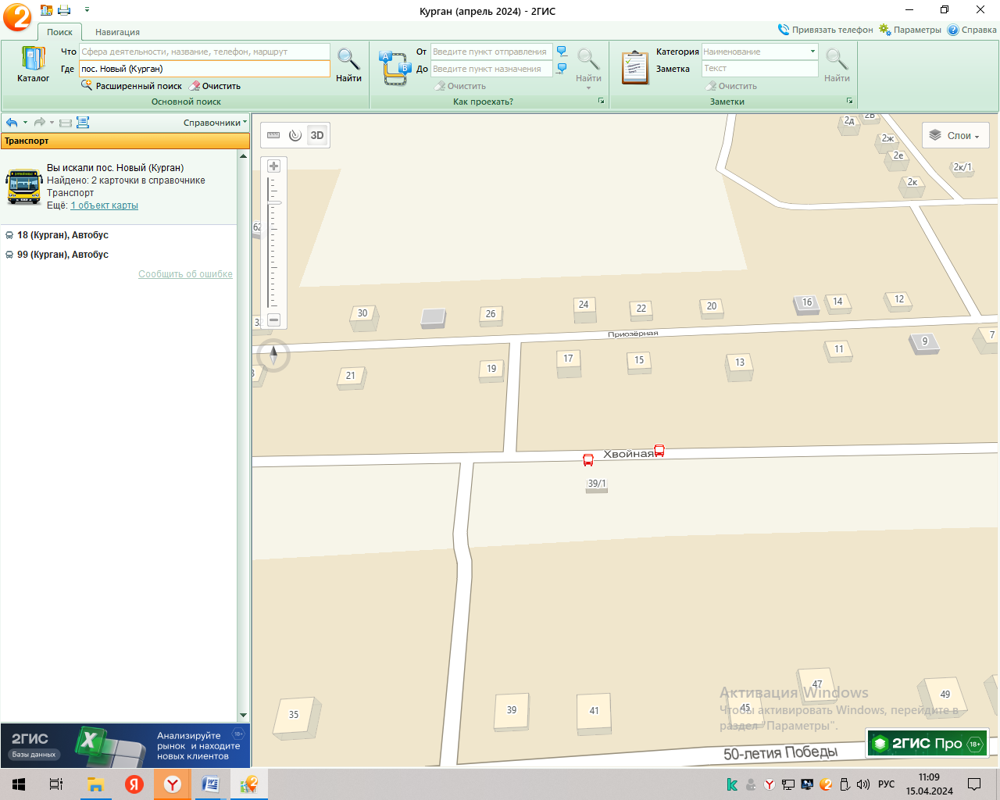 Курган (апрель 2024) - 2ГИС
Поиск
Навигация
Привязать телефон
Параметры
Справка
Каталог
Что
Сфера деятельности, название, телефон, маршрут
Где
пос. Новый (Курган)
Расширенный поиск
Очистить
Найти
Основной поиск
От
Введите пункт отправления
До
Введите пункт назначения
Очистить
Найти
Как проехать?
Категория
Наименование
Заметка
Текст
Очистить
Найти
Заметки
Справочники
Транспорт
Вы искали пос. Новый (Курган)
Найдено: 2 карточки в справочнике
Транспорт
Ещё: 1 объект карты
18 (Курган), Автобус
99 (Курган), Автобус
Сообщить об ошибке
3D
Слои
2д
2в
2ж
2е
2к/1
2к
62
30
26
24
22
20
16
14
12
Приозёрная
21
19
17
15
13
11
9
7
Хвойная
39/1
35
39
41
45
47
49
50-летия Победы
Активация Windows
Чтобы активировать Windows, перейдите в
раздел "Параметры".
2ГИС Про
18+
2ГИС
Базы данных
Анализируйте
рынок и находите
новых клиентов
18+
РУС
11:09
15.04.2024